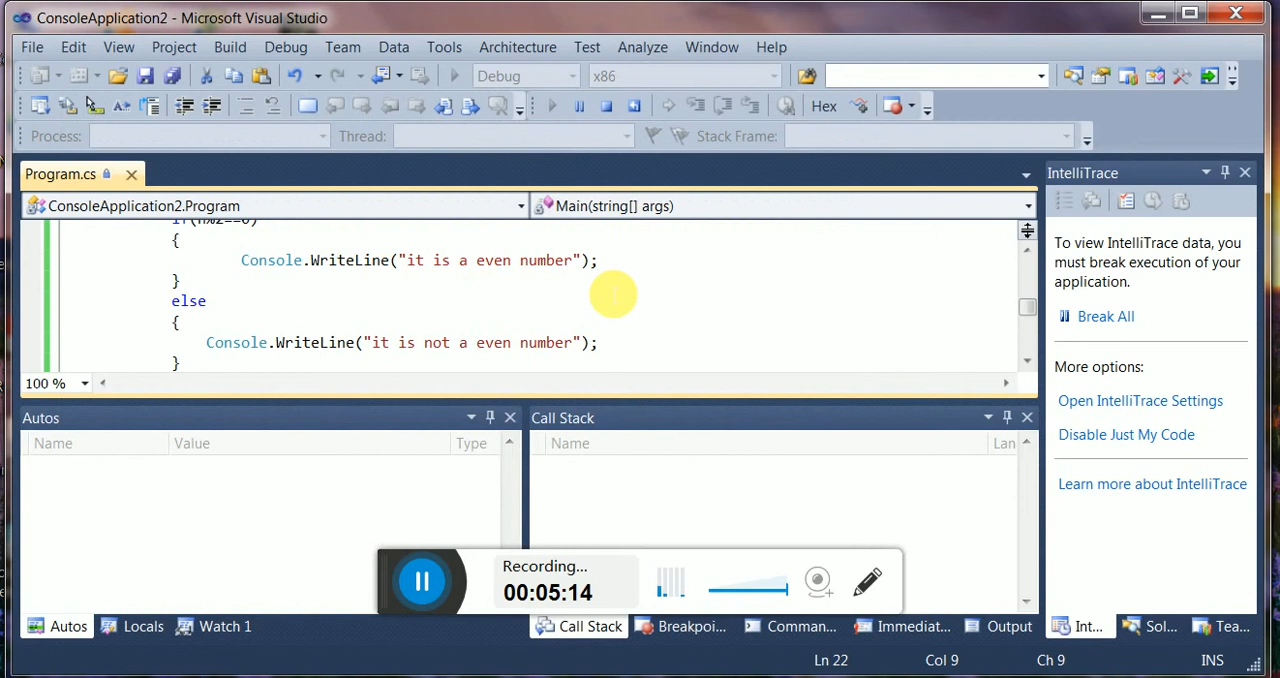 ConsoleApplication2 - Microsoft Visual Studio
File Edit View Project Build Debug Team Data Tools Architecture Test Analyze Window Help
Debug x86
Hex
Process: Thread: Stack Frame:
Program.cs
ConsoleApplication2.Program Main(string[] args)
if(n%2==0)
{
Console.WriteLine("it is a even number");
}
else
{
Console.WriteLine("it is not a even number");
}
100 %
IntelliTrace
To view IntelliTrace data, you
must break execution of your
application.
Break All
More options:
Open IntelliTrace Settings
Disable Just My Code
Learn more about IntelliTrace
Autos
Name Value Type
Call Stack
Name Lan
Recording...
00:05:14
Autos Locals Watch 1
Call Stack Breakpoi... Comman... Immediat... Output
Int... Sol... Tea...
Ln 22 Col 9 Ch 9 INS